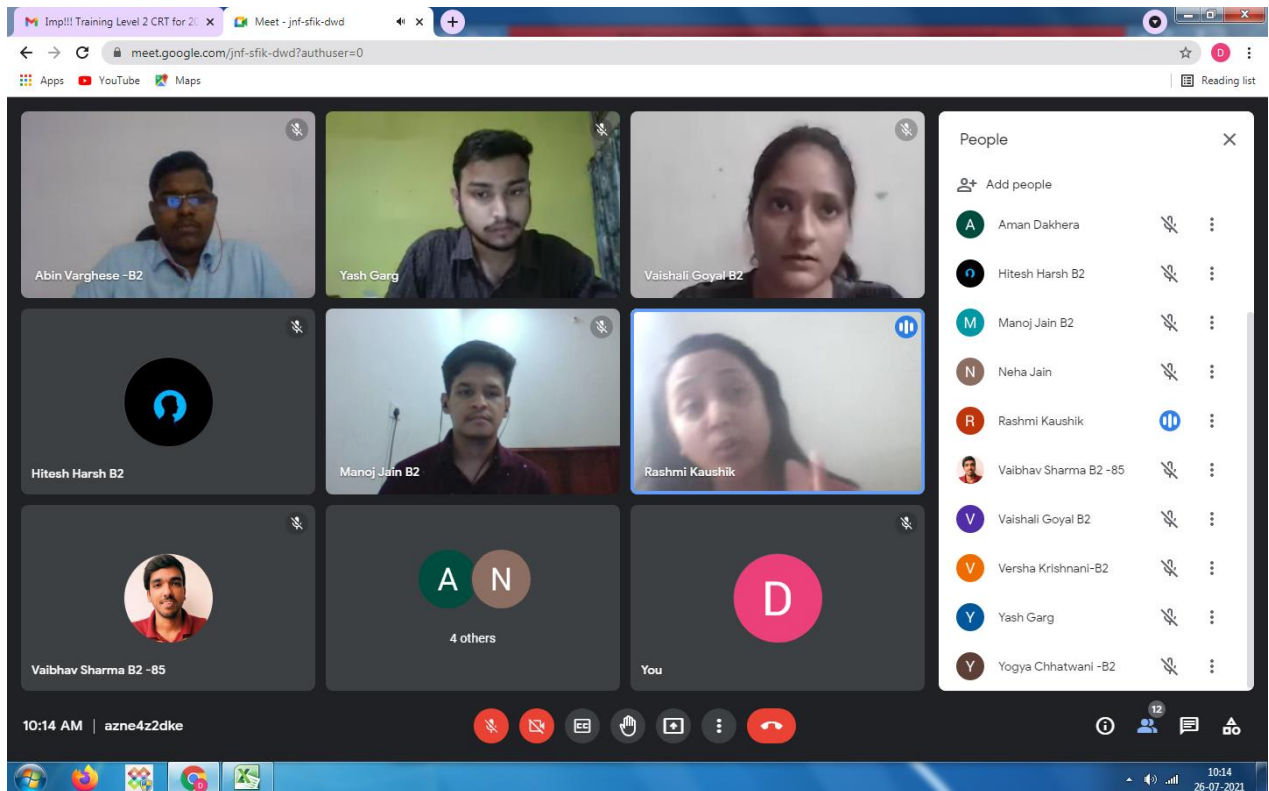 Imp!!! Training Level 2 CRT for 20
Meet - jnf-sfik-dwd
meet.google.com/jnf-sfik-dwd?authuser=0
D
Apps YouTube Maps
Reading list
Abin Varghese -B2
Yash Garg
Vaishali Goyal B2
Hitesh Harsh B2
Manoj Jain B2
Rashmi Kaushik
Vaibhav Sharma B2 -85
A N
4 others
D
You
People
Add people
A Aman Dakhera
Hitesh Harsh B2
M Manoj Jain B2
N Neha Jain
R Rashmi Kaushik
Vaibhav Sharma B2 -85
V Vaishali Goyal B2
V Versha Krishnani-B2
Y Yash Garg
Y Yogya Chhatwani -B2
10:14 AM | azne4z2dke
CC
12
10:14
26-07-2021